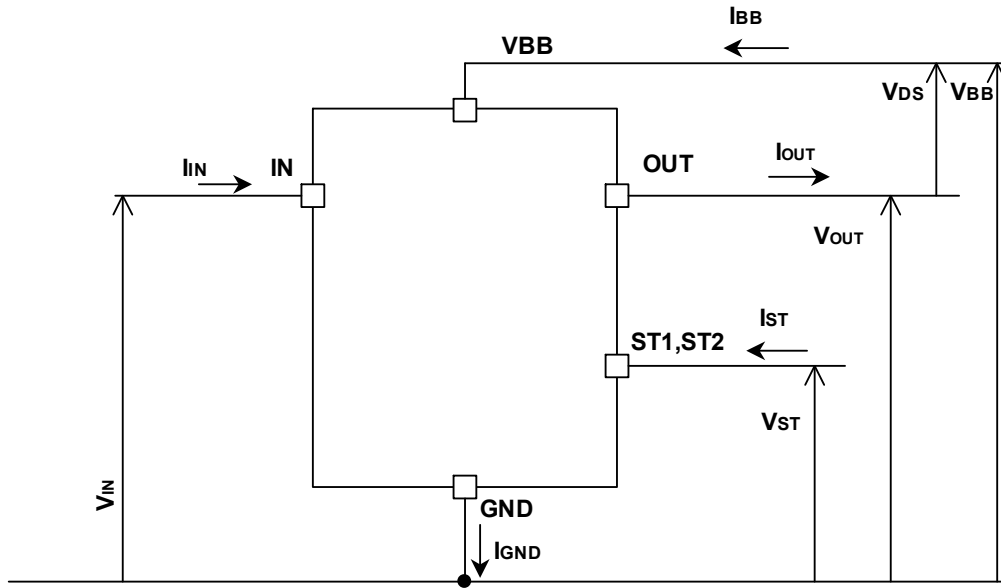 IBB
VBB
VDS
VBB
IIN
IN
OUT
IOUT
VOUT
ST1,ST2
IST
VST
VIN
GND
IGND